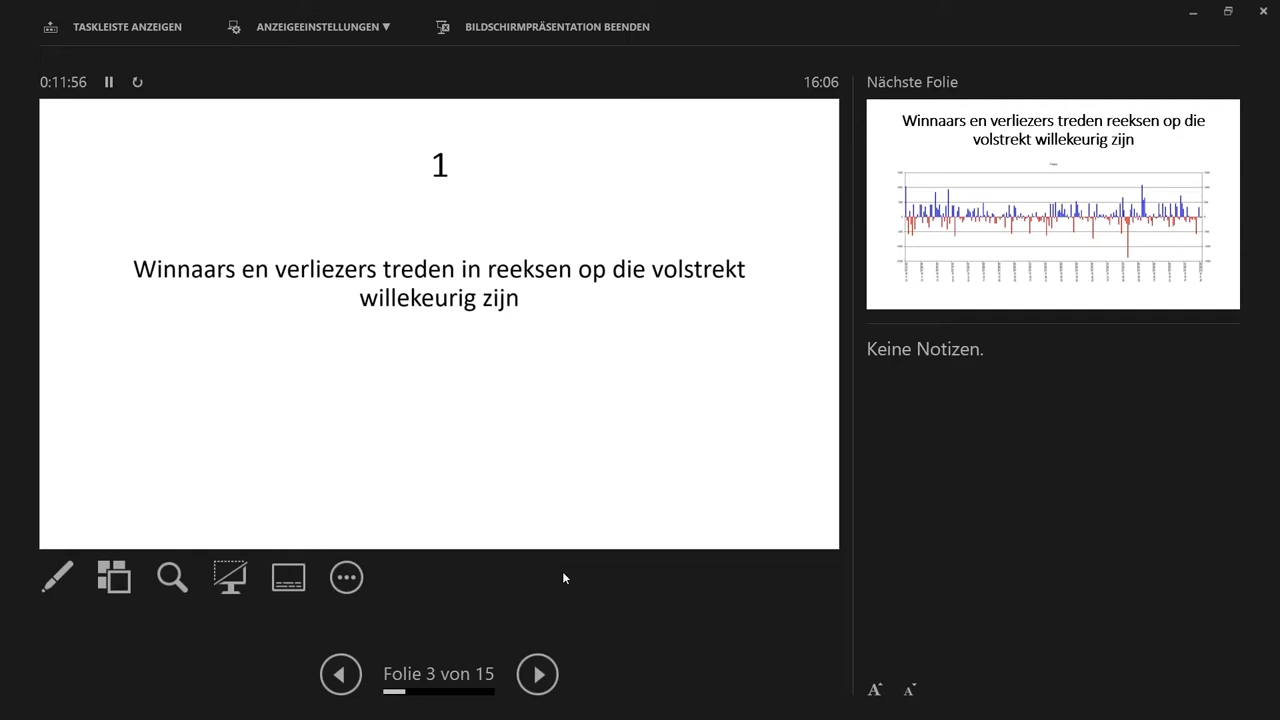 TASKLEISTE ANZEIGEN
ANZEIGEEINSTELLUNGEN ▼
BILDSCHIRMPRÄSENTATION BEENDEN
0:11:56
16:06
1
Winnaars en verliezers treden in reeksen op die volstrekt
willekeurig zijn
Folie 3 von 15
Nächste Folie
Winnaars en verliezers treden reeksen op die
volstrekt willekeurig zijn
Keine Notizen.
A A